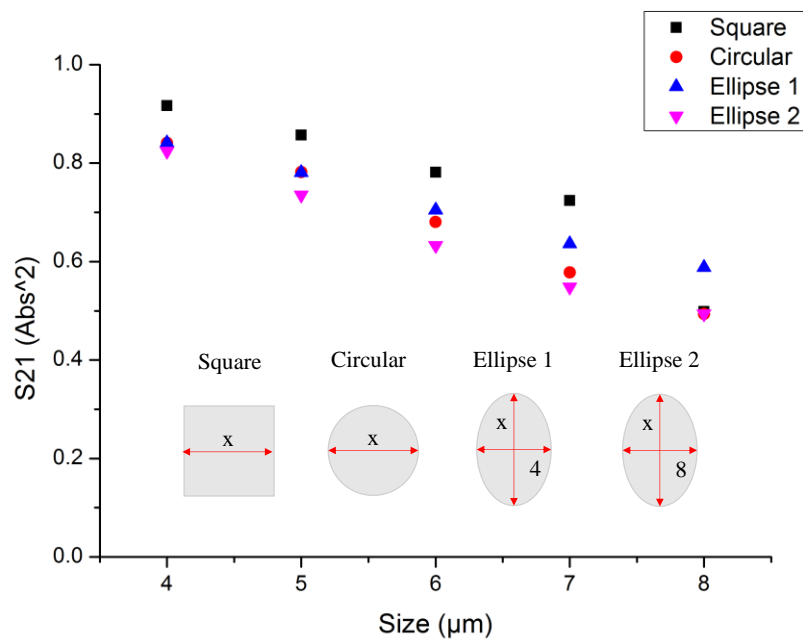 Square
Circular
Ellipse 1
Ellipse 2
1.0
0.8
0.6
0.4
0.2
0.0
S21 (Abs^2)
Square Circular Ellipse 1 Ellipse 2
x x x 4 x 8
4 5 6 7 8
Size (μm)